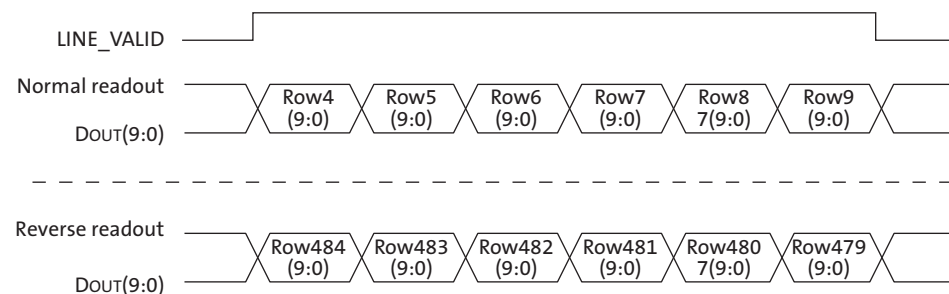 LINE_VALID
Normal readout
Row4 Row5 Row6 Row7 Row8 Row9
(9:0) (9:0) (9:0) (9:0) 7(9:0) (9:0)
DOUT(9:0)
Reverse readout
Row484 Row483 Row482 Row481 Row480 Row479
(9:0) (9:0) (9:0) (9:0) 7(9:0) (9:0)
DOUT(9:0)